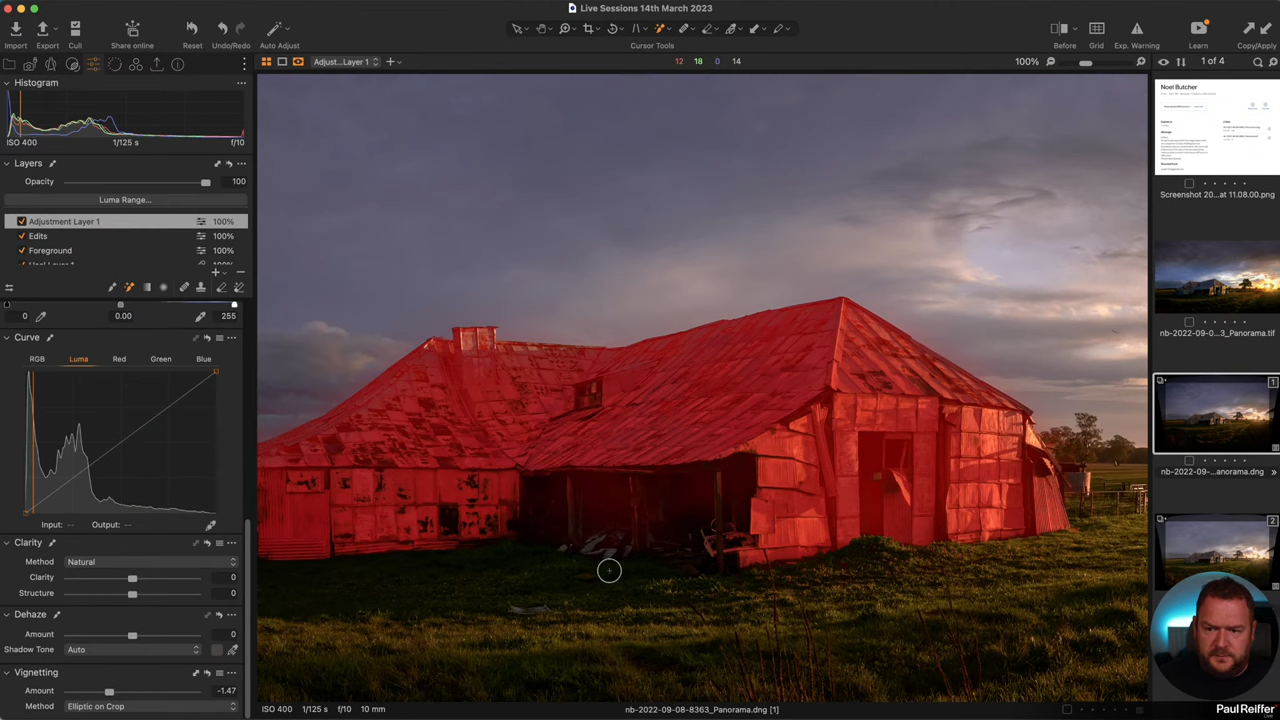 Live Sessions 14th March 2023
Import
Export
Cull
Share online
Reset
Undo/Redo
Auto Adjust
Cursor Tools
Before
Grid
Exp. Warning
Learn
Copy/Apply
Adjust...Layer 1
12 18 0 14
100%
1 of 4
Histogram
ISO 400 1/125 s f/10
Layers
Opacity 100
Luma Range...
Adjustment Layer 1 100%
Edits 100%
Foreground 100%
0 0.00 255
Curve
RGB Luma Red Green Blue
Input: -- Output: --
Clarity
Method Natural
Clarity 0
Structure 0
Dehaze
Amount 0
Shadow Tone Auto
Vignetting
Amount -1.47
Method Elliptic on Crop
ISO 400 1/125 s f/10 10 mm
nb-2022-09-08-8363_Panorama.dng [1]
Noel Butcher
Screenshot 20...at 11.08.00.png
nb-2022-09-0...3_Panorama.tif
1
nb-2022-09-...anorama.dng
2
Paul Reiffer
Live